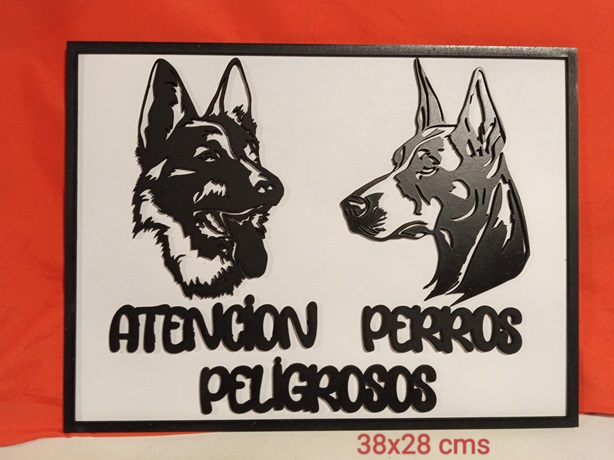 ATENCiON PERROS
PELiGROSOS
38x28 cms